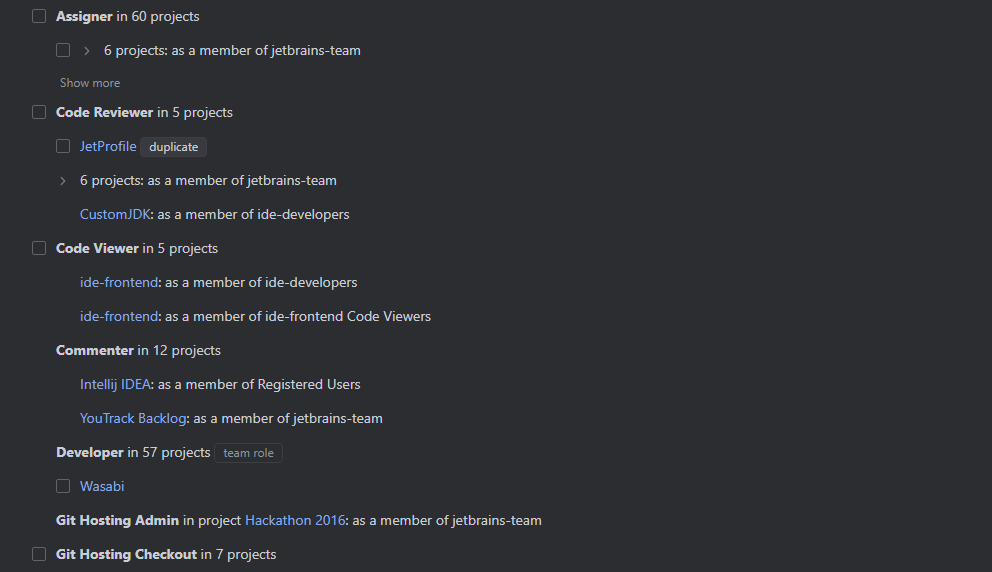 Assigner in 60 projects
6 projects: as a member of jetbrains-team
Show more
Code Reviewer in 5 projects
JetProfile duplicate
6 projects: as a member of jetbrains-team
CustomJDK: as a member of ide-developers
Code Viewer in 5 projects
ide-frontend: as a member of ide-developers
ide-frontend: as a member of ide-frontend Code Viewers
Commenter in 12 projects
Intellij IDEA: as a member of Registered Users
YouTrack Backlog: as a member of jetbrains-team
Developer in 57 projects team role
Wasabi
Git Hosting Admin in project Hackathon 2016: as a member of jetbrains-team
Git Hosting Checkout in 7 projects